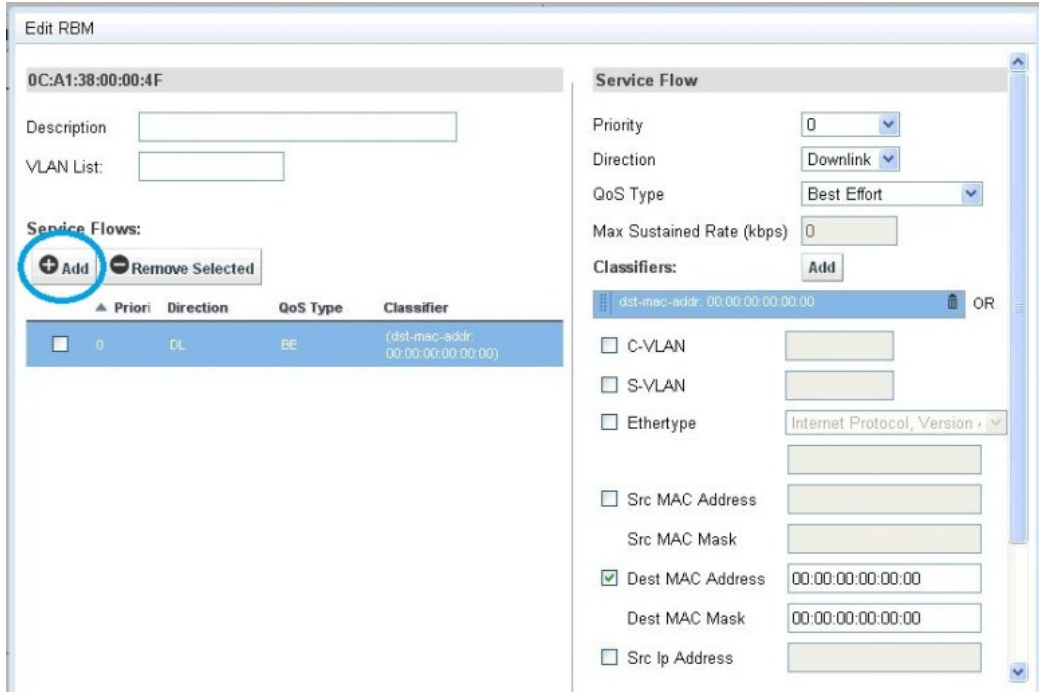 Edit RBM
0C:A1:38:00:00:4F
Description
VLAN List:
Service Flows:
Add
Remove Selected
Priori Direction QoS Type Classifier
0 DL BE (dst-mac-addr:
00:00:00:00:00:00)
Service Flow
Priority 0
Direction Downlink
QoS Type Best Effort
Max Sustained Rate (kbps) 0
Classifiers: Add
dst-mac-addr: 00:00:00:00:00:00 OR
C-VLAN
S-VLAN
Ethertype Internet Protocol, Version
Src MAC Address
Src MAC Mask
Dest MAC Address 00:00:00:00:00:00
Dest MAC Mask 00:00:00:00:00:00
Src Ip Address